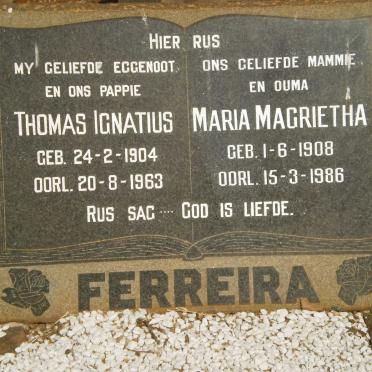 HIER RUS
MY GELIEFDE EGGENOOT
EN ONS PAPPIE
THOMAS IGNATIUS
GEB. 24-2-1904
OORL. 20-8-1963
ONS GELIEFDE MAMMIE
EN OUMA
MARIA MAGRIETHA
GEB. 1-6-1908
OORL. 15-3-1986
RUS SAG .... GOD IS LIEFDE.
FERREIRA